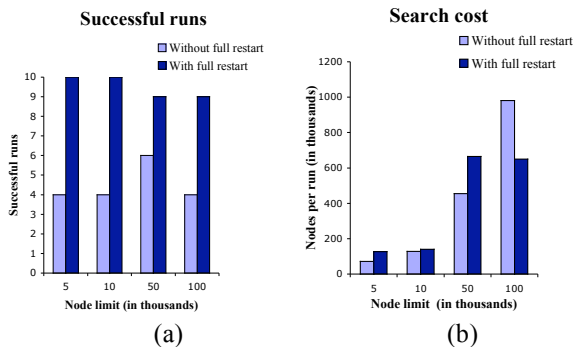 Successful runs
Without full restart
With full restart
10
9
8
7
6
5
4
3
2
1
0
Successful runs
5 10 50 100
Node limit (in thousands)
(a)
Search cost
Without full restart
With full restart
1200
1000
800
600
400
200
0
Nodes per run (in thousands)
5 10 50 100
Node limit (in thousands)
(b)